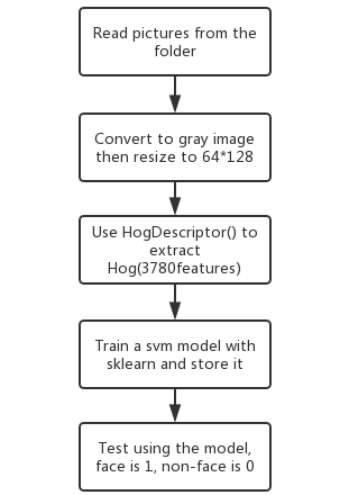 Read pictures from the
folder
Convert to gray image
then resize to 64*128
Use HogDescriptor() to
extract
Hog(3780features)
Train a svm model with
sklearn and store it
Test using the model,
face is 1, non-face is 0